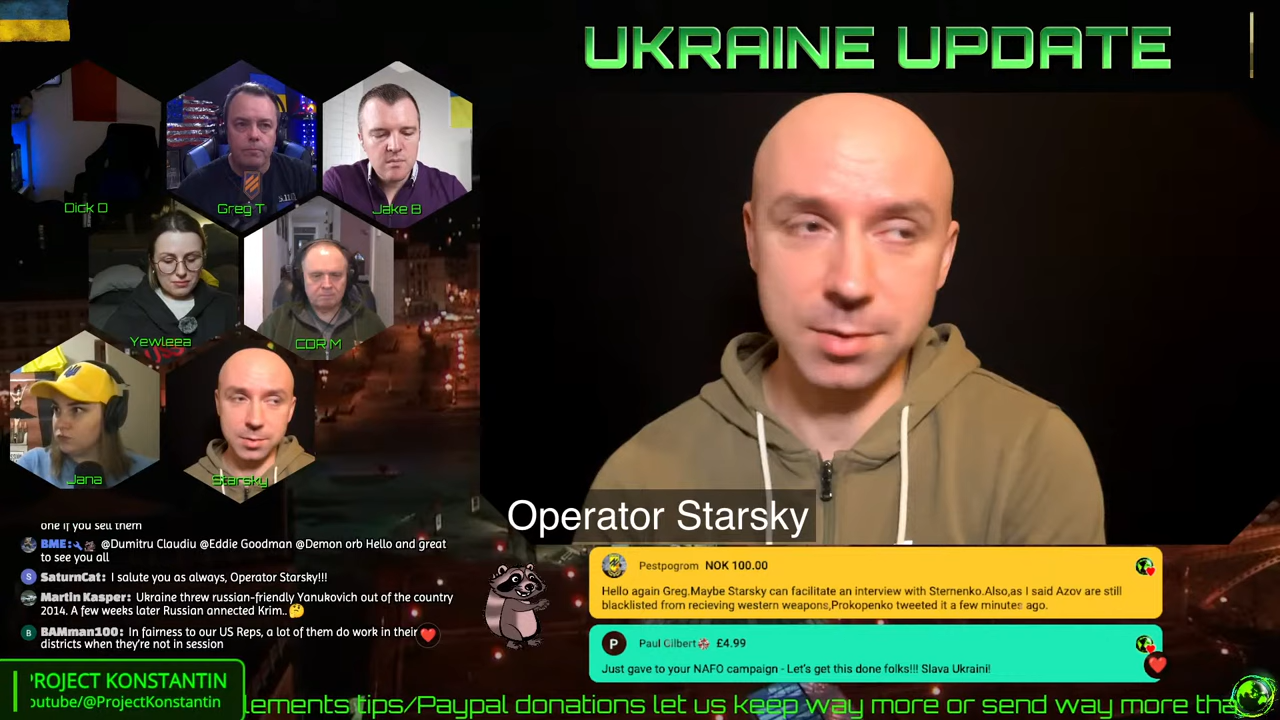 UKRAINE UPDATE
Dick D
Greg T
Jake B
Yewleea
CDR M
Jana
Starsky
Operator Starsky
one if you sell them
BME: @Dumitru Claudiu @Eddie Goodman @Demon orb Hello and great
to see you all
S
SaturnCat: I salute you as always, Operator Starsky!!!
Martin Kasper: Ukraine threw russian-friendly Yanukovich out of the country
2014. A few weeks later Russian annected Krim..
B
BAMman100: In fairness to our US Reps, a lot of them do work in their
districts when they're not in session
Pestpogrom NOK 100.00
Hello again Greg.Maybe Starsky can facilitate an interview with Sternenko.Also,as I said Azov are still
blacklisted from recieving western weapons,Prokopenko tweeted it a few minutes ago.
P
Paul Gilbert £4.99
Just gave to your NAFO campaign - Let's get this done folks!!! Slava Ukraini!
ROJECT KONSTANTIN
outube/@ProjectKonstantin
lements tips/Paypal donations let us keep way more or send way more tha